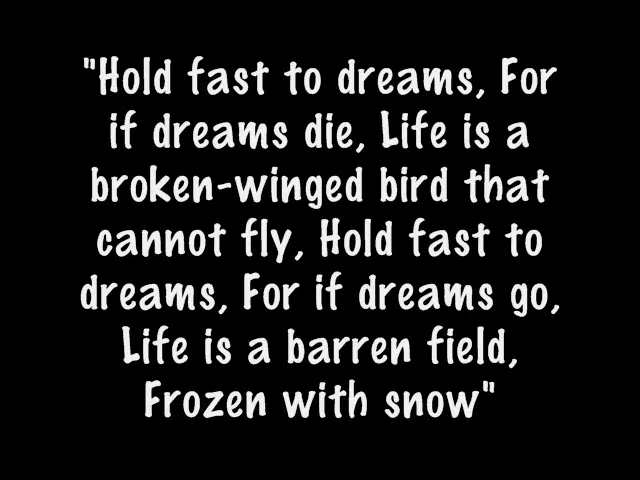 "Hold fast to dreams, For
if dreams die, Life is a
broken-winged bird that
cannot fly, Hold fast to
dreams, For if dreams go,
Life is a barren field,
Frozen with snow"